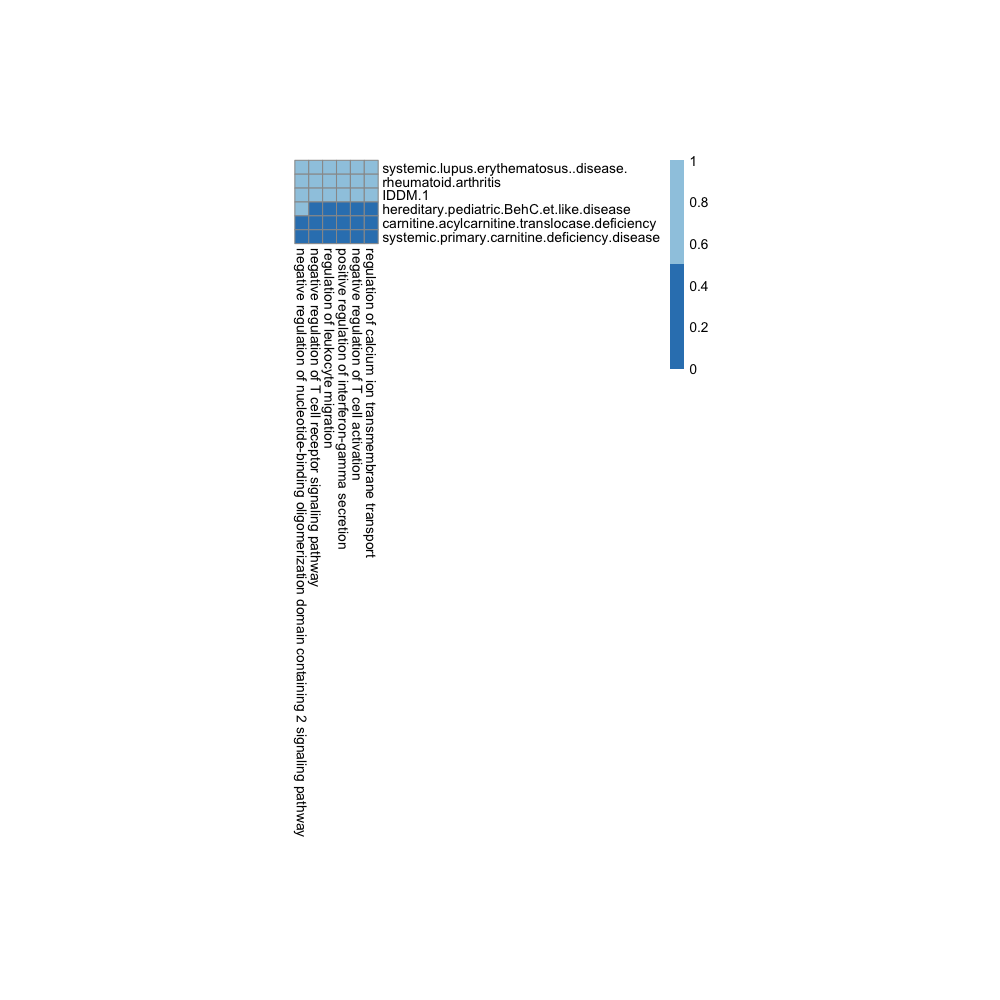 systemic.lupus.erythematosus..disease.
rheumatoid.arthritis
IDDM.1
hereditary.pediatric.BehC.et.like.disease
carnitine.acylcarnitine.translocase.deficiency
systemic.primary.carnitine.deficiency.disease
1
0.8
0.6
0.4
0.2
0
negative regulation of nucleotide-binding oligomerization domain containing 2 signaling pathway
negative regulation of T cell receptor signaling pathway
regulation of leukocyte migration
positive regulation of interferon-gamma secretion
negative regulation of T cell activation
regulation of calcium ion transmembrane transport